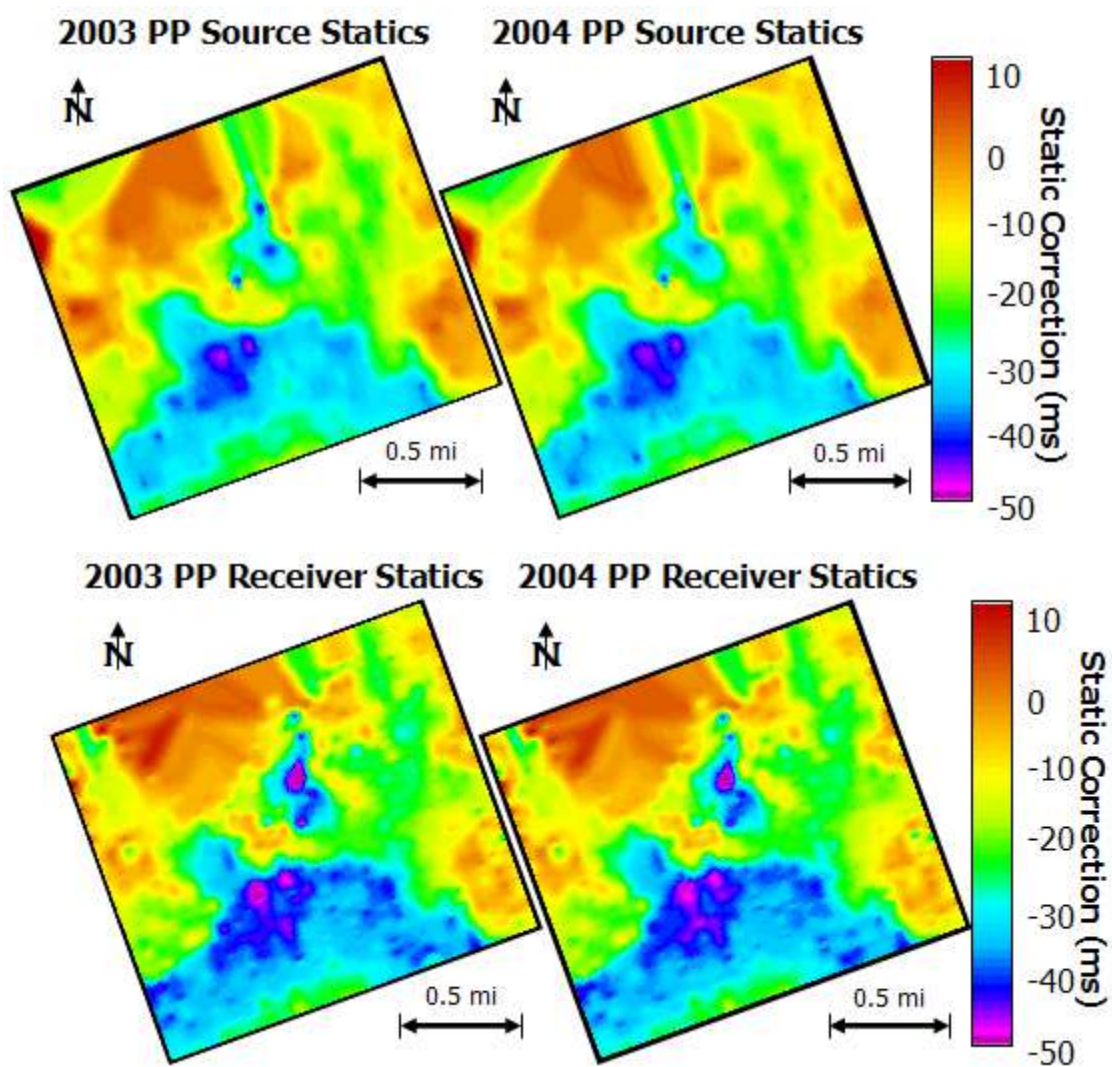 2003 PP Source Statics
2004 PP Source Statics
N
N
10
0
-10
-20
-30
-40
-50
Static Correction (ms)
0.5 mi
0.5 mi
2003 PP Receiver Statics
2004 PP Receiver Statics
N
N
10
0
-10
-20
-30
-40
-50
Static Correction (ms)
0.5 mi
0.5 mi